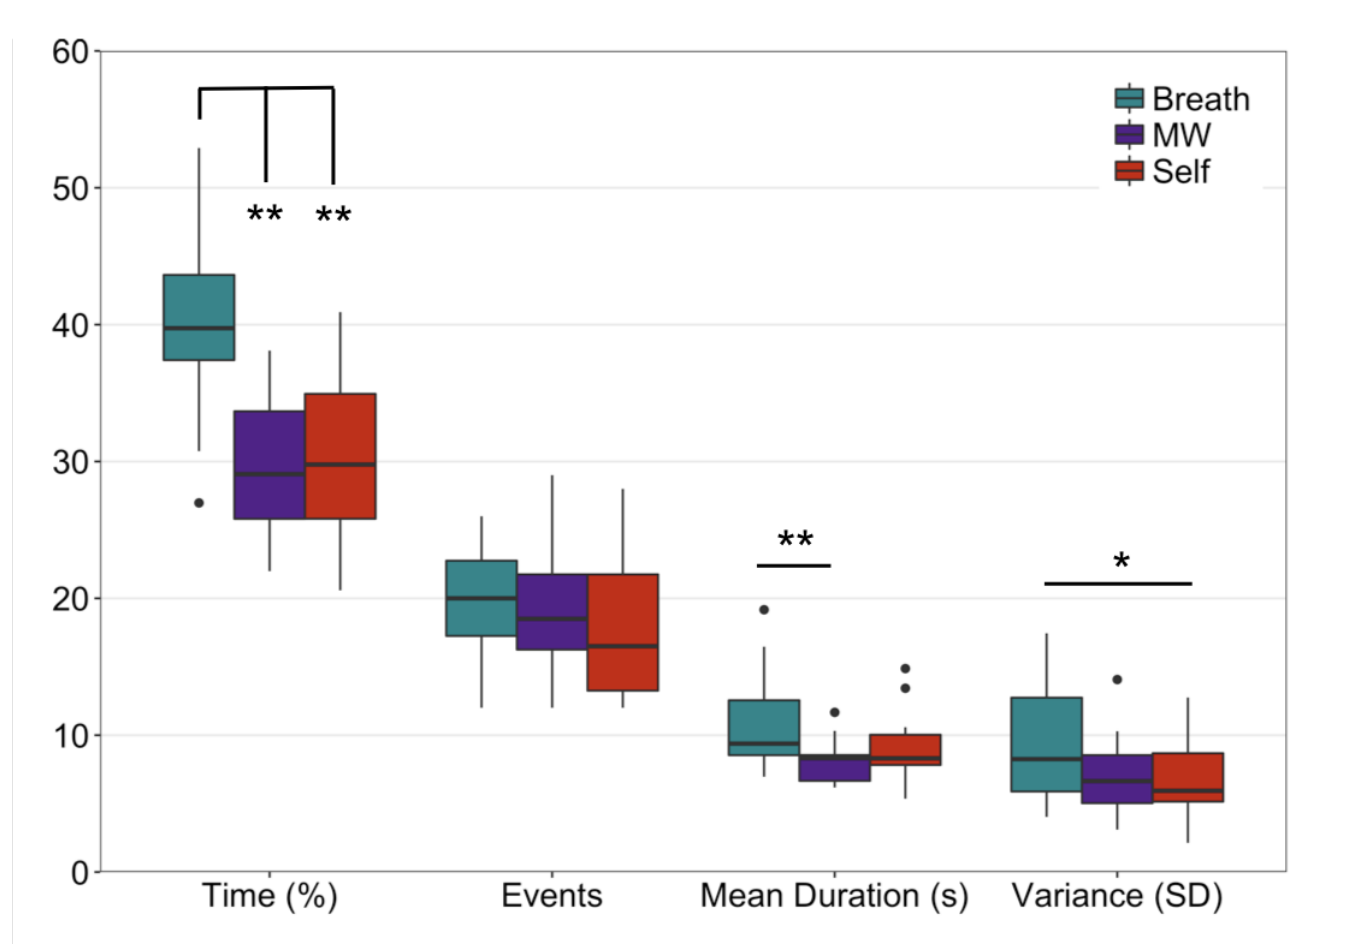 60
50
40
30
20
10
0
Breath
MW
Self
** **
**
*
Time (%) Events Mean Duration (s) Variance (SD)